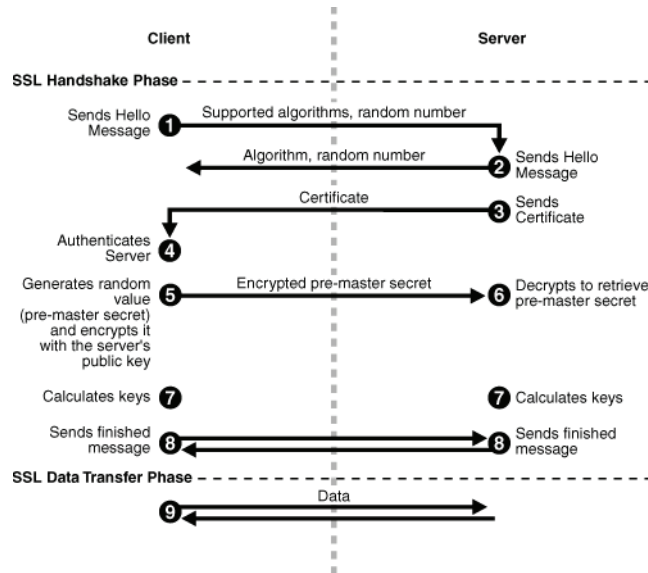 Client
Server
SSL Handshake Phase
Sends Hello
Message
1
Supported algorithms, random number
Algorithm, random number
2
Sends Hello
Message
Certificate
3
Sends
Certificate
Authenticates
Server
4
Generates random
value
(pre-master secret)
and encrypts it
with the server's
public key
5
Encrypted pre-master secret
6
Decrypts to retrieve
pre-master secret
Calculates keys
7
7
Calculates keys
Sends finished
message
8
8
Sends finished
message
SSL Data Transfer Phase
Data
9